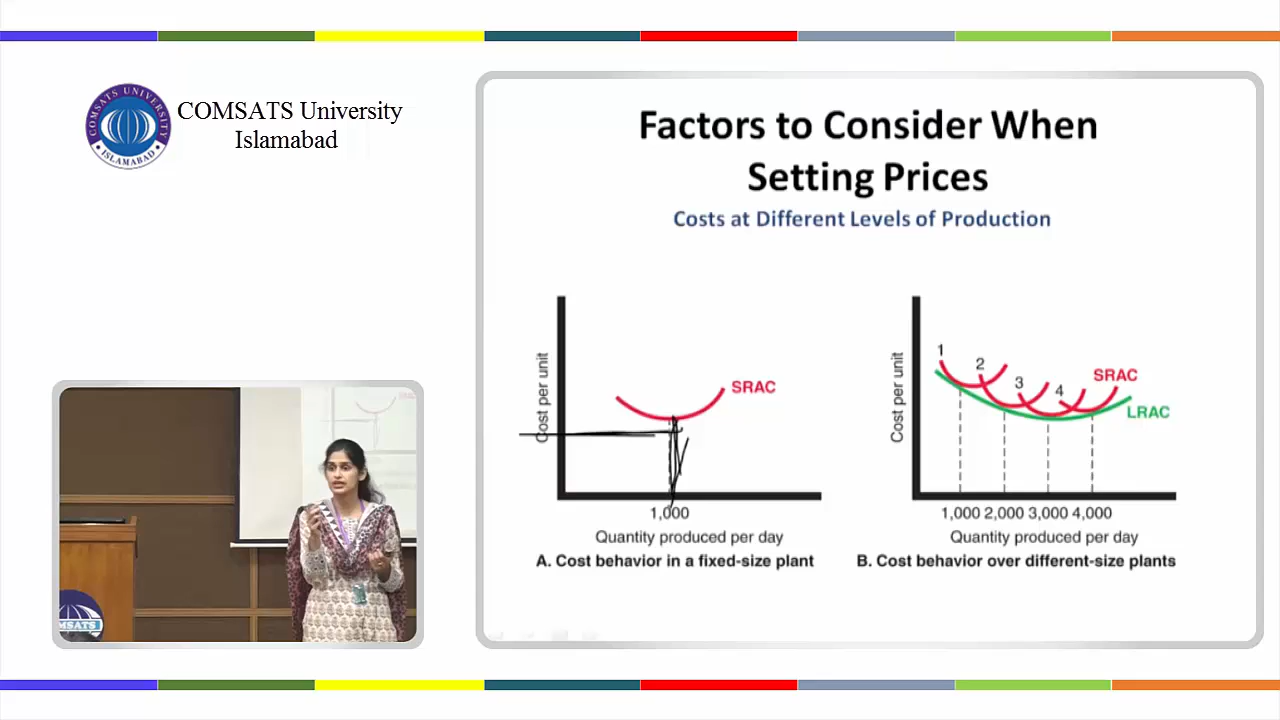 COMSATS UNIVERSITY
ISLAMABAD
COMSATS University
Islamabad
Factors to Consider When
Setting Prices
Costs at Different Levels of Production
Cost per unit
SRAC
1,000
Quantity produced per day
A. Cost behavior in a fixed-size plant
Cost per unit
1
2
3
4
SRAC
LRAC
1,000 2,000 3,000 4,000
Quantity produced per day
B. Cost behavior over different-size plants
OMSATS